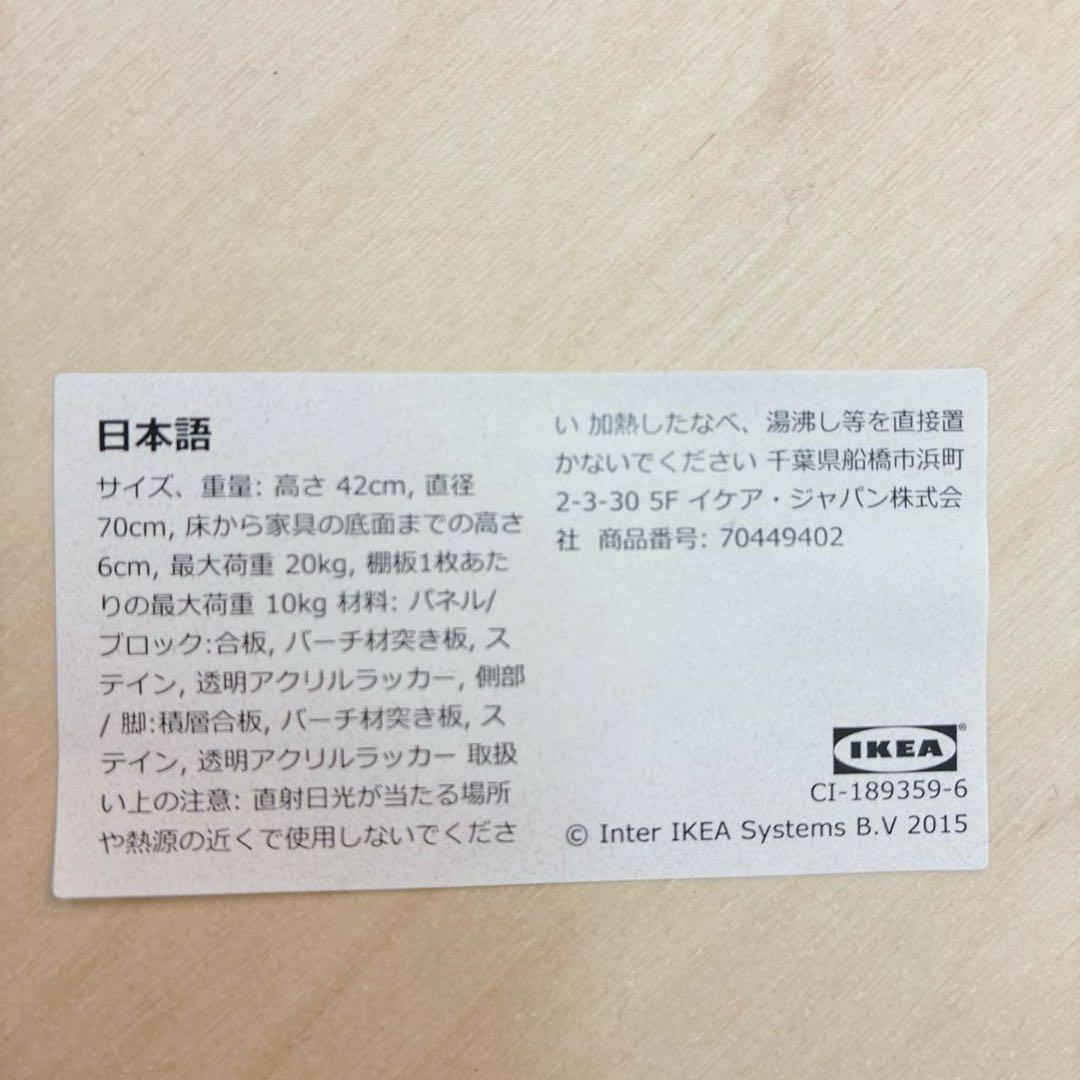 日本語
サイズ、重量: 高さ 42cm, 直径
70cm, 床から家具の底面までの高さ
6cm, 最大荷重 20kg, 棚板1枚あた
りの最大荷重 10kg 材料: パネル/
ブロック:合板, バーチ材突き板, ス
テイン, 透明アクリルラッカー, 側部
/ 脚:積層合板, バーチ材突き板, ス
テイン, 透明アクリルラッカー 取扱
い上の注意: 直射日光が当たる場所
や熱源の近くで使用しないでくださ
い 加熱したなべ、湯沸し等を直接置
かないでください 千葉県船橋市浜町
2-3-30 5F イケア・ジャパン株式会
社 商品番号: 70449402
IKEA®
CI-189359-6
© Inter IKEA Systems B.V 2015